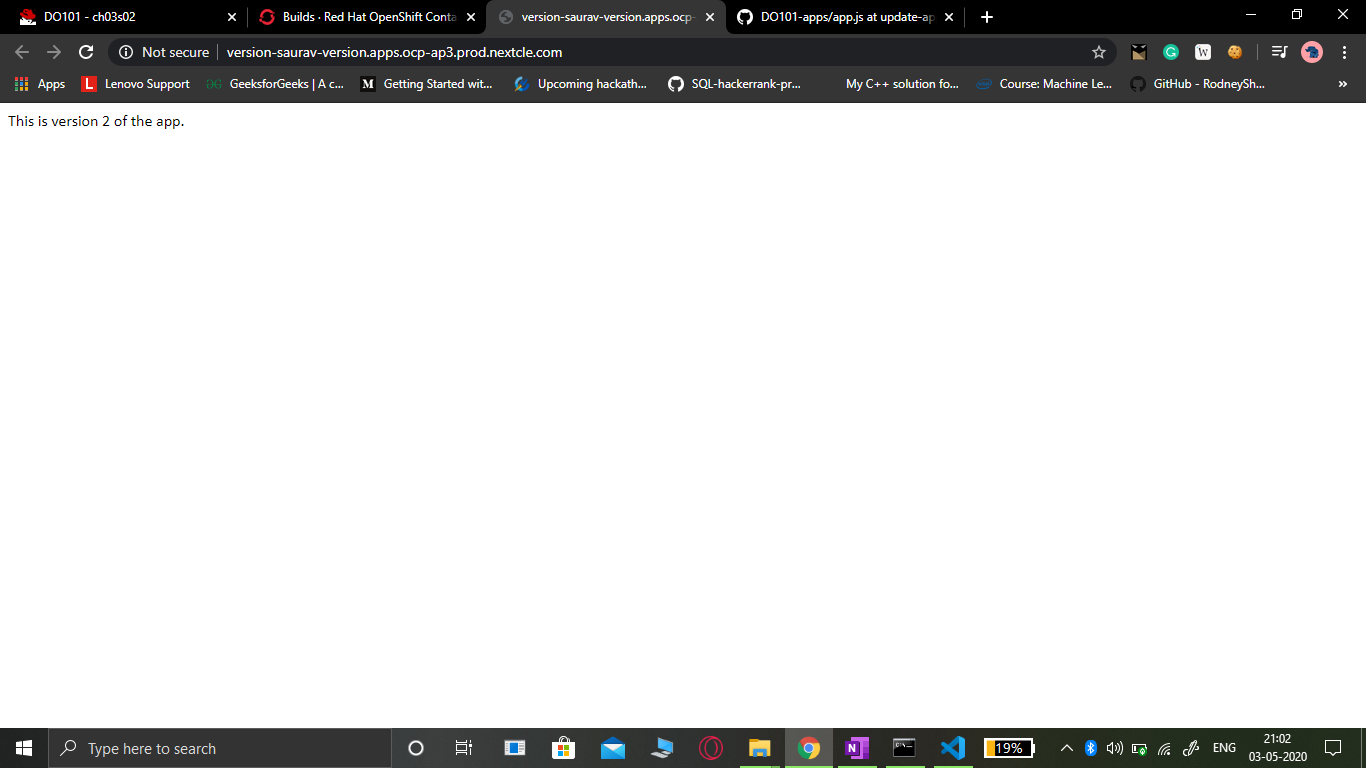 DO101 - ch03s02
Builds · Red Hat OpenShift Conta
version-saurav-version.apps.ocp-
DO101-apps/app.js at update-ap
Not secure version-saurav-version.apps.ocp-ap3.prod.nextcle.com
Apps L Lenovo Support GeeksforGeeks | A c... M Getting Started wit... Upcoming hackath... SQL-hackerrank-pr... My C++ solution fo... Course: Machine Le... GitHub - RodneySh... »
This is version 2 of the app.
Type here to search
19%
ENG
21:02
03-05-2020